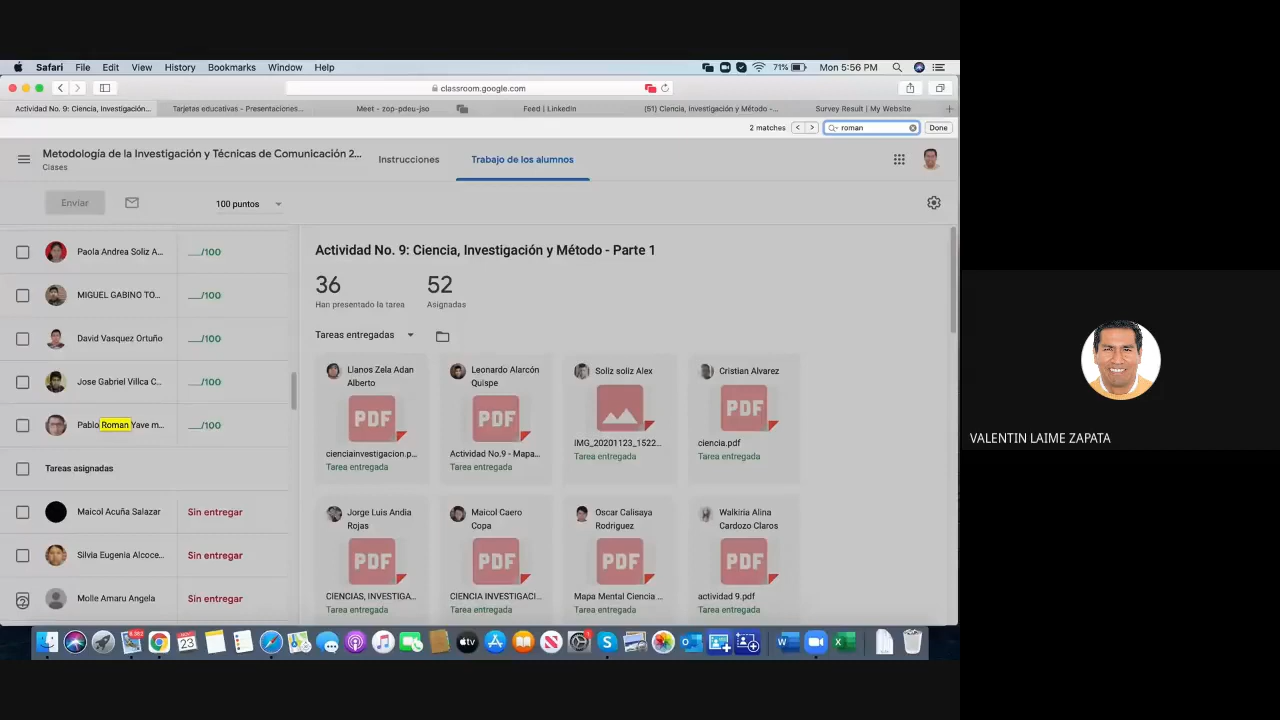 Safari File Edit View History Bookmarks Window Help
71% Mon 5:56 PM
classroom.google.com
Actividad No. 9: Ciencia, Investigación...
Tarjetas educativas - Presentaciones...
Meet - zop-pdeu-jso
Feed | LinkedIn
(51) Ciencia, investigación y Método -...
Survey Result | My Website
2 matches
roman
Done
Metodología de la Investigación y Técnicas de Comunicación 2...
Clases
Instrucciones
Trabajo de los alumnos
Enviar
100 puntos
Paola Andrea Soliz A... __/100
MIGUEL GABINO TO... __/100
David Vasquez Ortuño __/100
Jose Gabriel Villca C... __/100
Pablo Roman Yave m... __/100
Tareas asignadas
Maicol Acuña Salazar Sin entregar
Silvia Eugenia Alcoce... Sin entregar
Molle Amaru Angela Sin entregar
Actividad No. 9: Ciencia, Investigación y Método - Parte 1
36 52
Han presentado la tarea Asignadas
Tareas entregadas
Llanos Zela Adan
Alberto
PDF
cienciainvestigacion.p...
Tarea entregada
Leonardo Alarcón
Quispe
PDF
Actividad No.9 - Mapa...
Tarea entregada
Soliz soliz Alex
IMG_20201123_1522...
Tarea entregada
Cristian Alvarez
PDF
ciencia.pdf
Tarea entregada
Jorge Luis Andia
Rojas
PDF
CIENCIAS, INVESTIGA...
Tarea entregada
Maicol Caero
Copa
PDF
CIENCIA INVESTIGACI...
Tarea entregada
Oscar Calisaya
Rodriguez
PDF
Mapa Mental Ciencia ...
Tarea entregada
Walkiria Alina
Cardozo Claros
PDF
actividad 9.pdf
Tarea entregada
VALENTIN LAIME ZAPATA